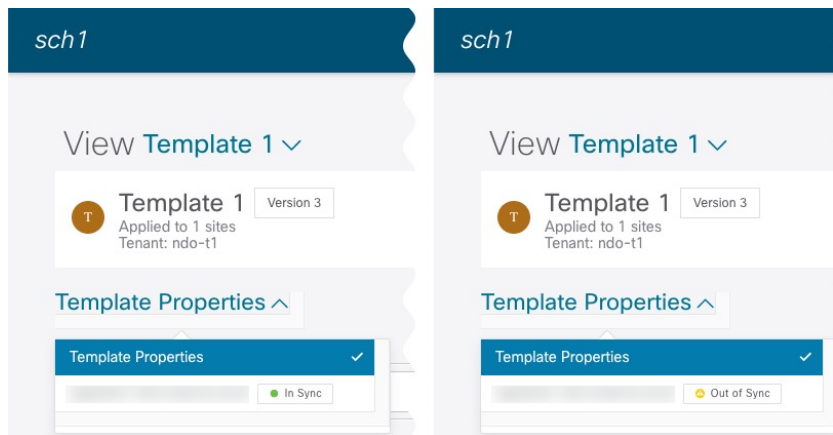 sch1
View Template 1
T
Template 1 Version 3
Applied to 1 sites
Tenant: ndo-t1
Template Properties
Template Properties
In Sync
sch1
View Template 1
T
Template 1 Version 3
Applied to 1 sites
Tenant: ndo-t1
Template Properties
Template Properties
Out of Sync